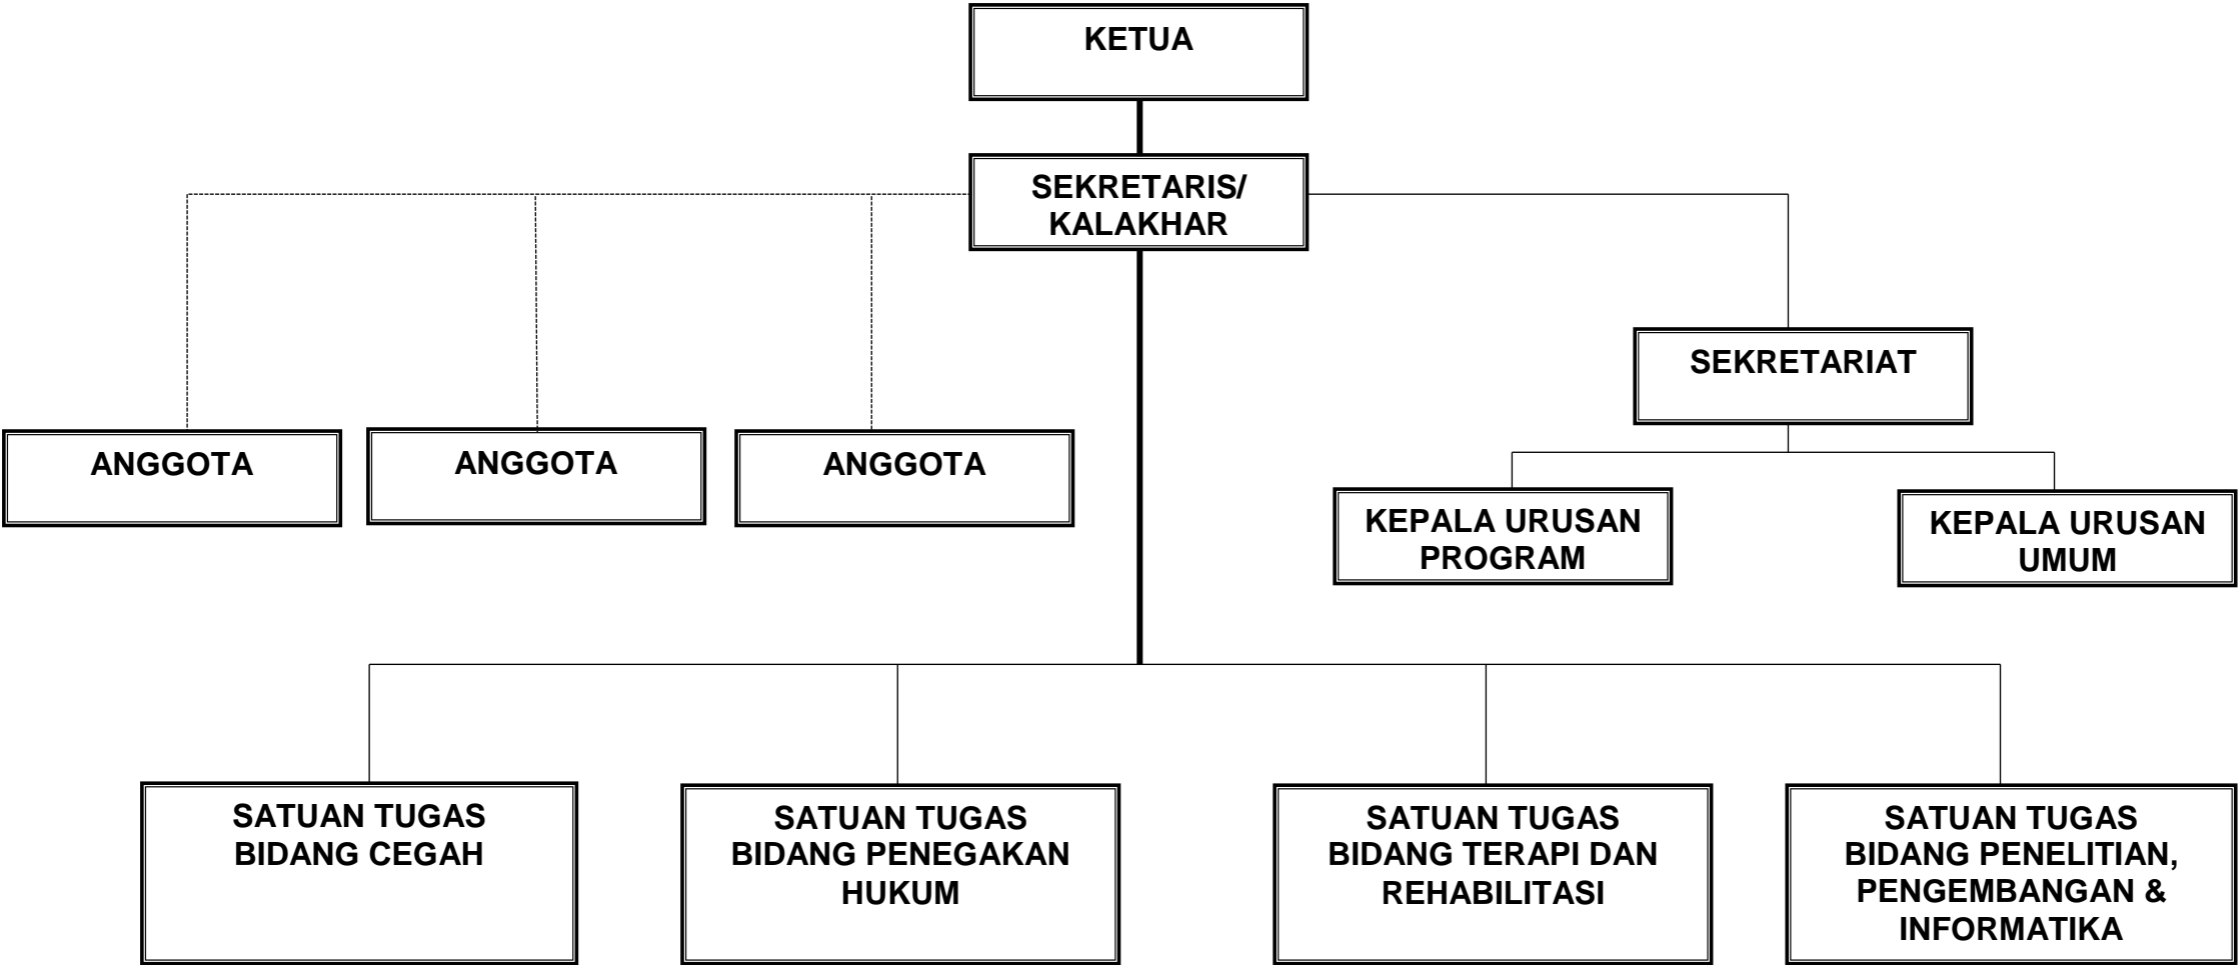 KETUA
SEKRETARIS/
KALAKHAR
SEKRETARIAT
ANGGOTA
ANGGOTA
ANGGOTA
KEPALA URUSAN
PROGRAM
KEPALA URUSAN
UMUM
SATUAN TUGAS
BIDANG CEGAH
SATUAN TUGAS
BIDANG PENEGAKAN
HUKUM
SATUAN TUGAS
BIDANG TERAPI DAN
REHABILITASI
SATUAN TUGAS
BIDANG PENELITIAN,
PENGEMBANGAN &
INFORMATIKA